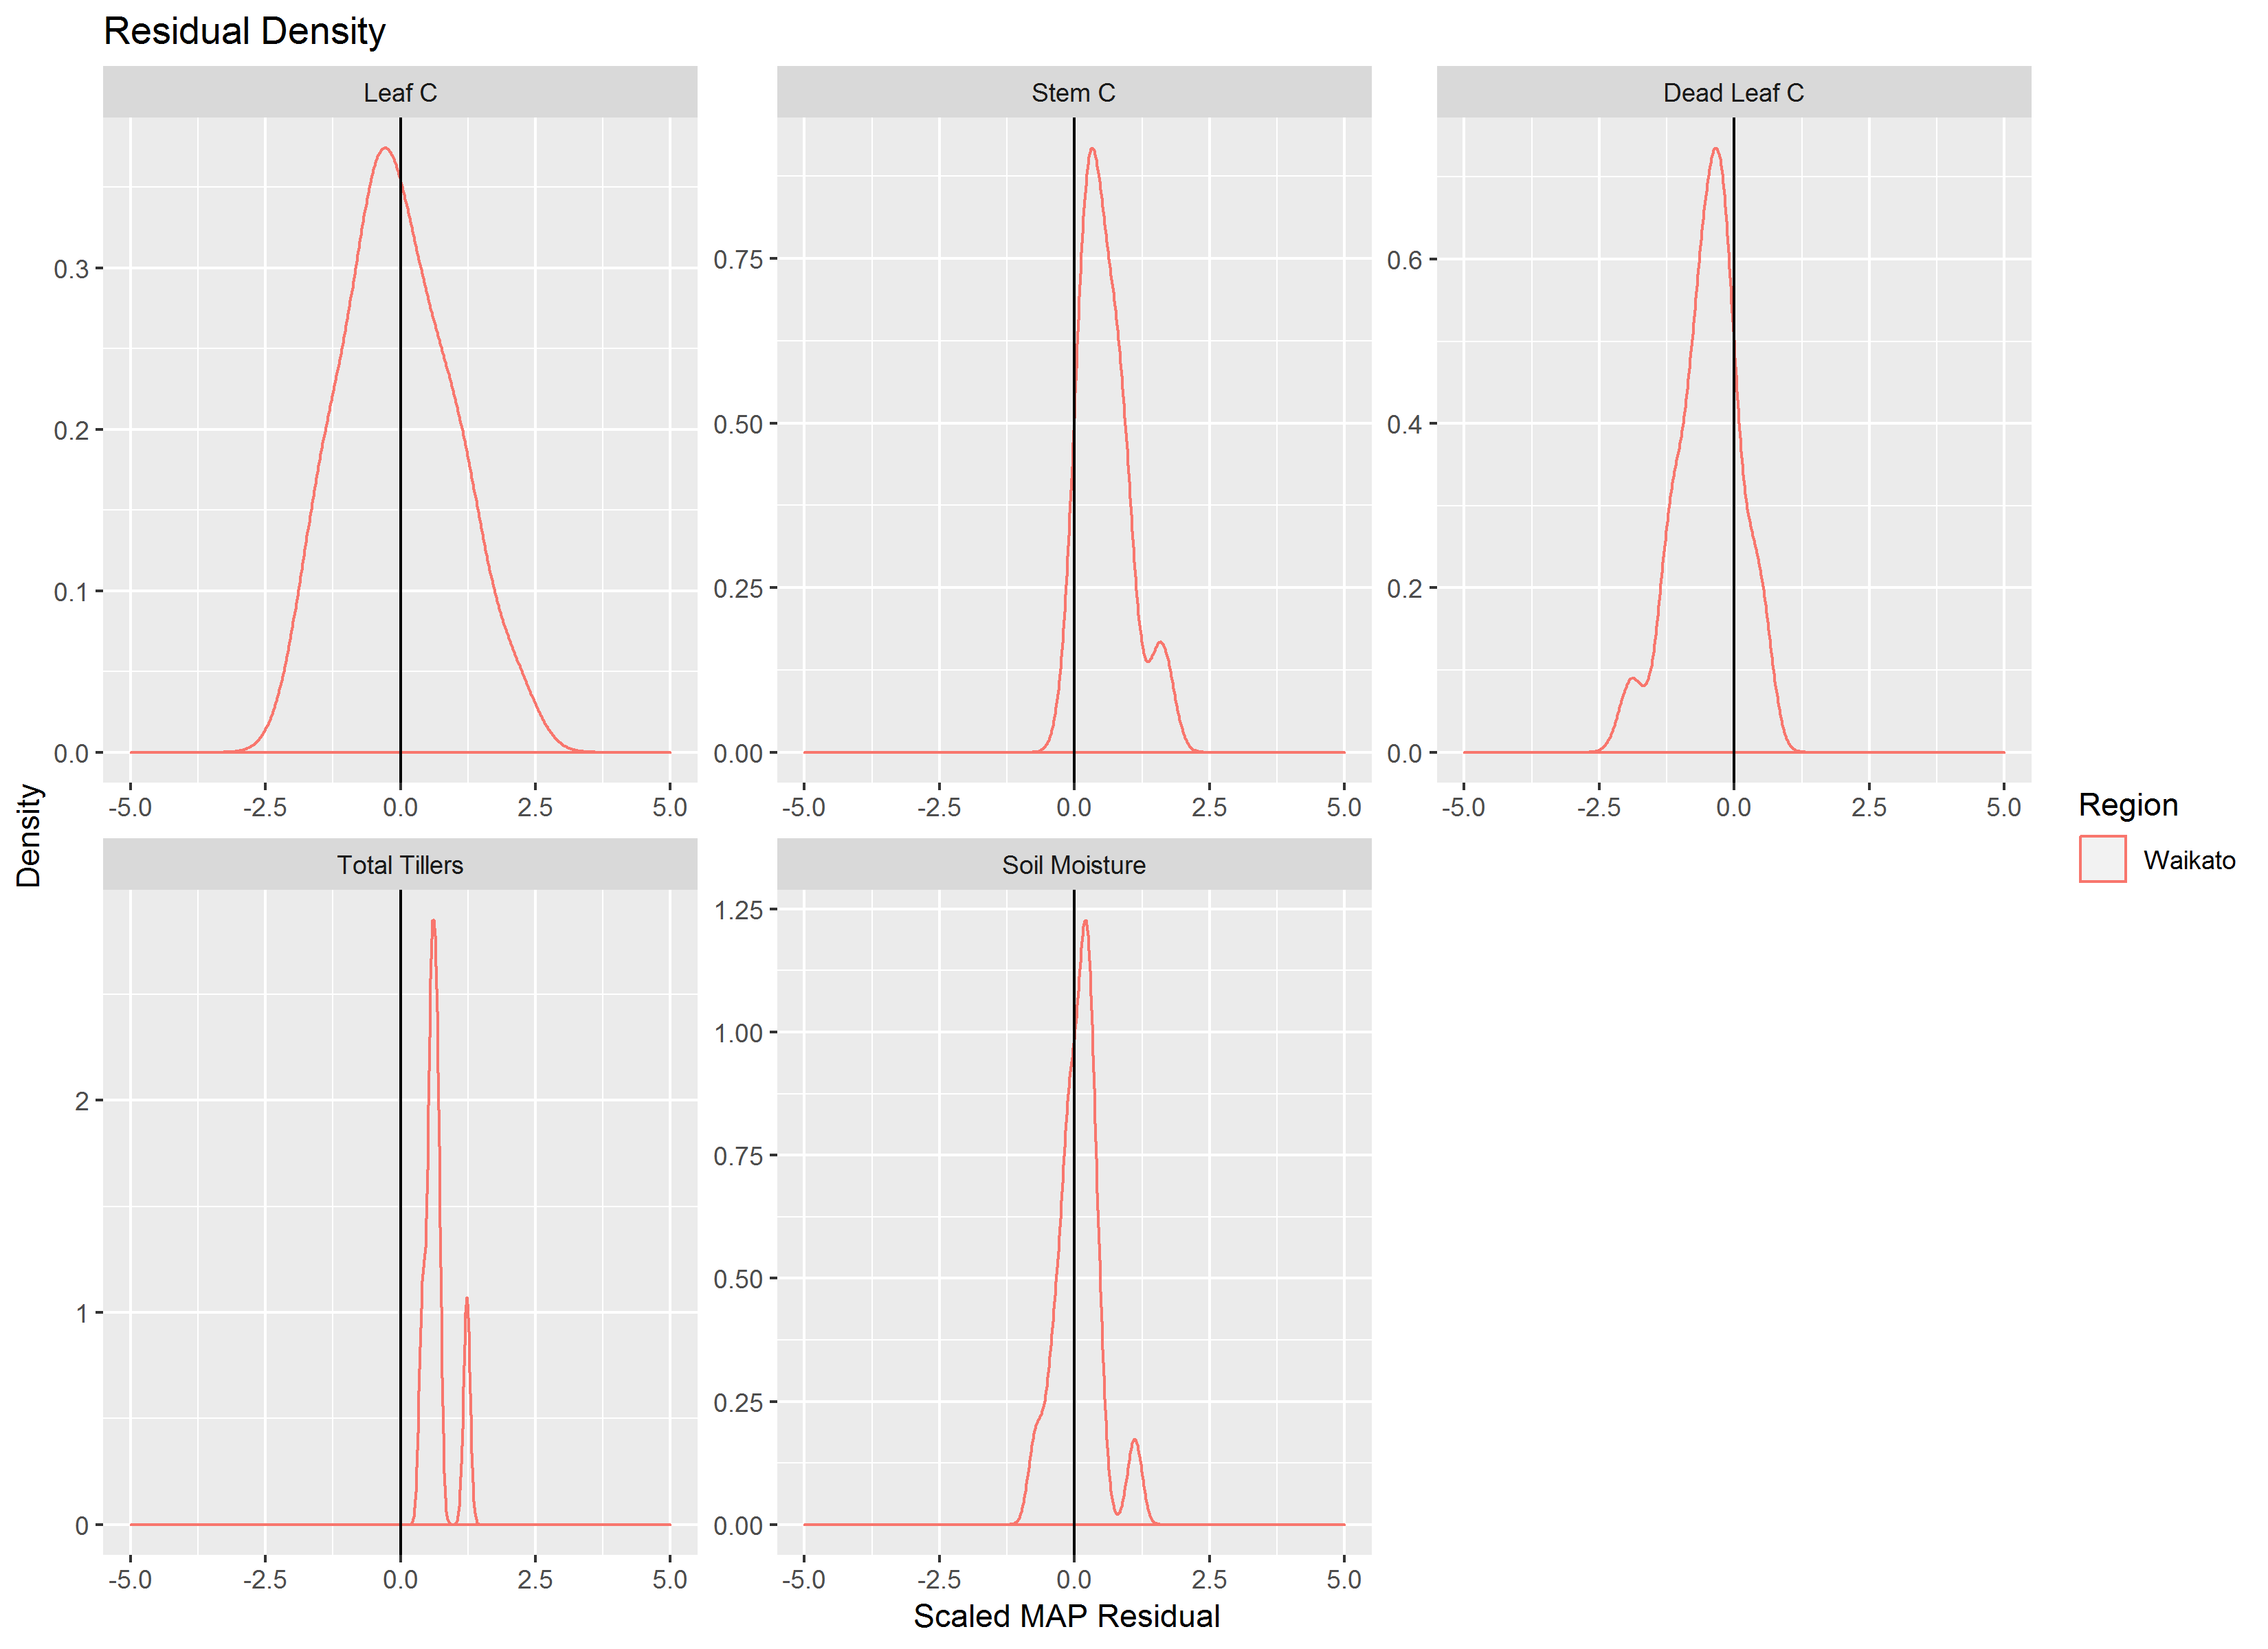 Residual Density
Leaf C
Stem C
Dead Leaf C
0.3
0.2
0.1
0.0
0.75
0.50
0.25
0.00
0.6
0.4
0.2
0.0
-5.0 -2.5 0.0 2.5 5.0
-5.0 -2.5 0.0 2.5 5.0
-5.0 -2.5 0.0 2.5 5.0
Density
Region
Waikato
Total Tillers
Soil Moisture
2
1
0
1.25
1.00
0.75
0.50
0.25
0.00
-5.0 -2.5 0.0 2.5 5.0
-5.0 -2.5 0.0 2.5 5.0
Scaled MAP Residual